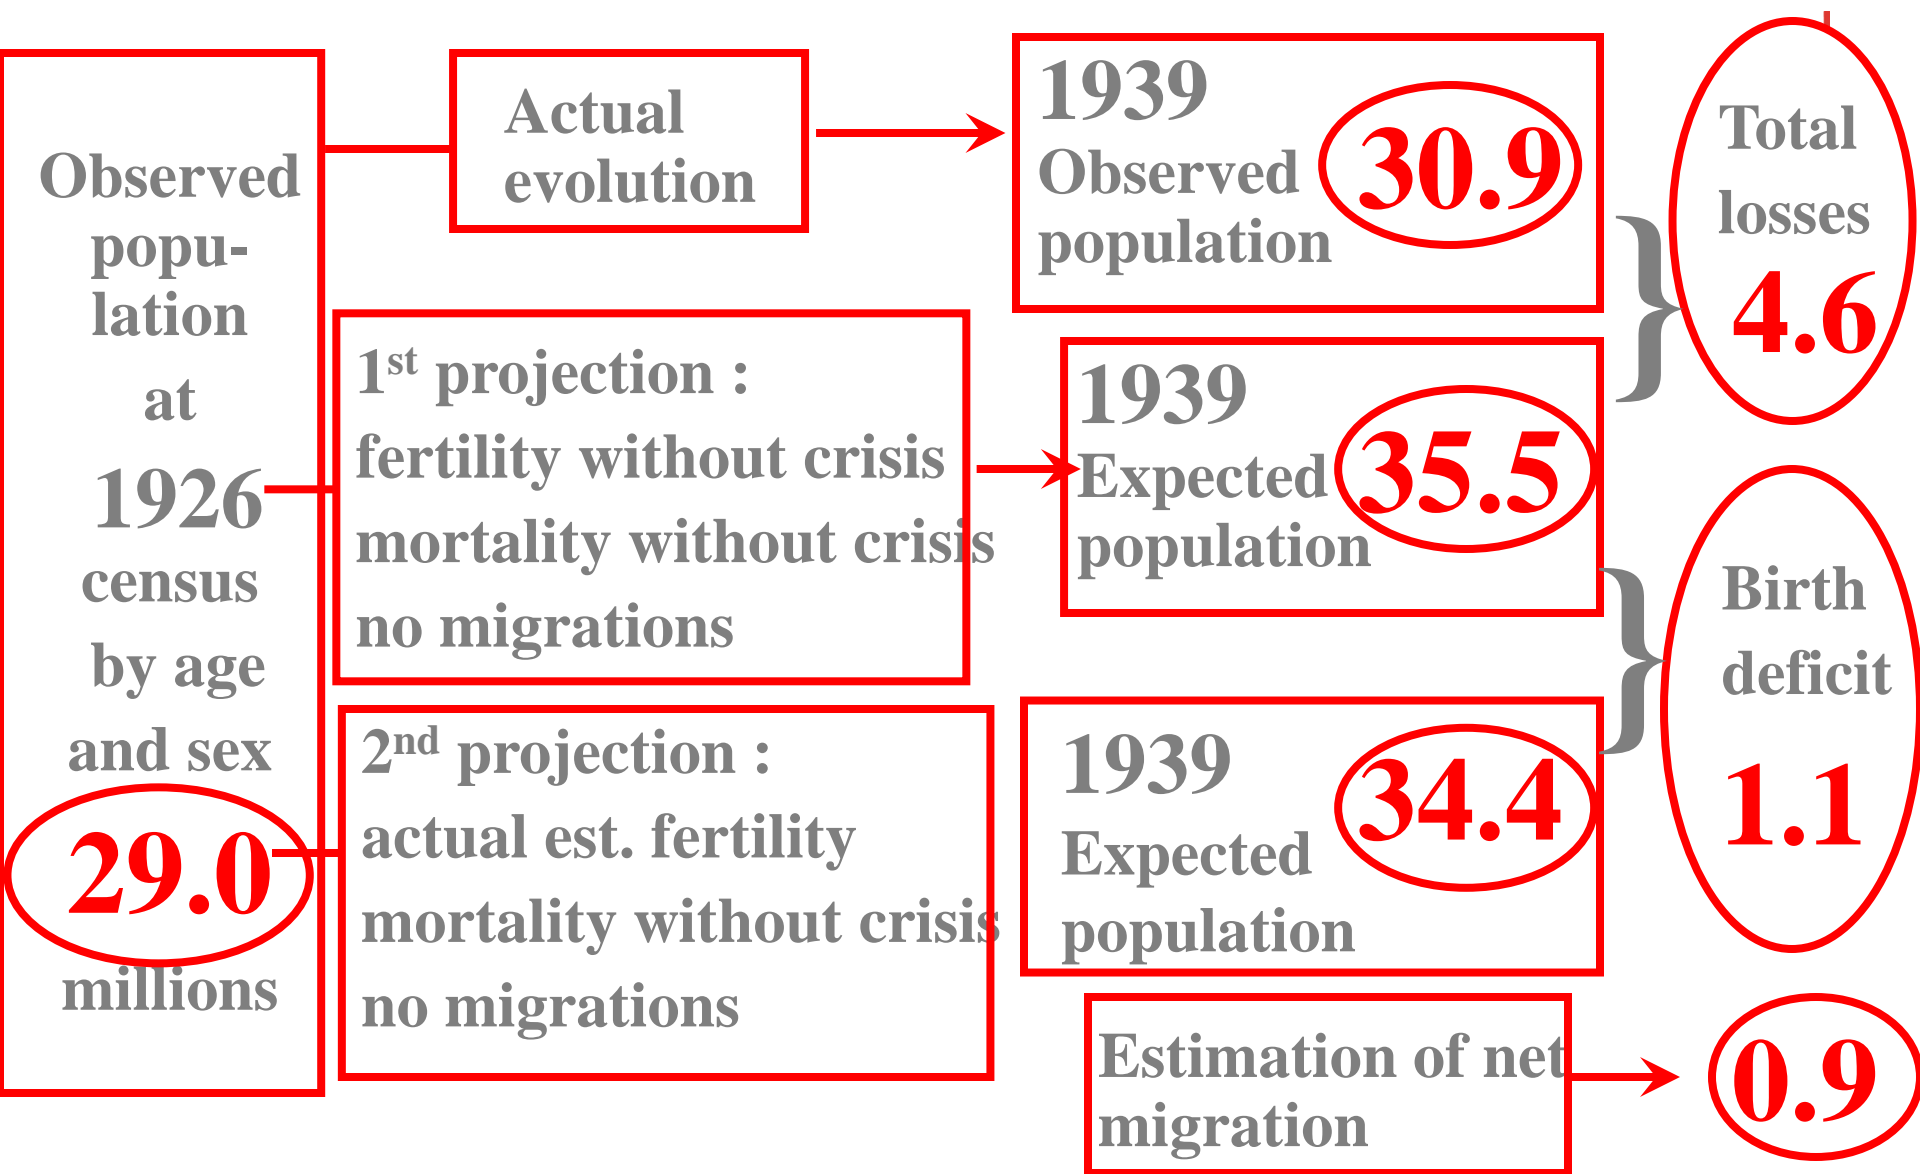 Observed
popu-
lation
at
1926
census
by age
and sex
29.0
millions
Actual
evolution
1939
Observed
population
30.9
Total
losses
4.6
1st projection :
fertility without crisis
mortality without crisis
no migrations
1939
Expected
population
35.5
Birth
deficit
1.1
2nd projection :
actual est. fertility
mortality without crisis
no migrations
1939
Expected
population
34.4
Estimation of net
migration
0.9